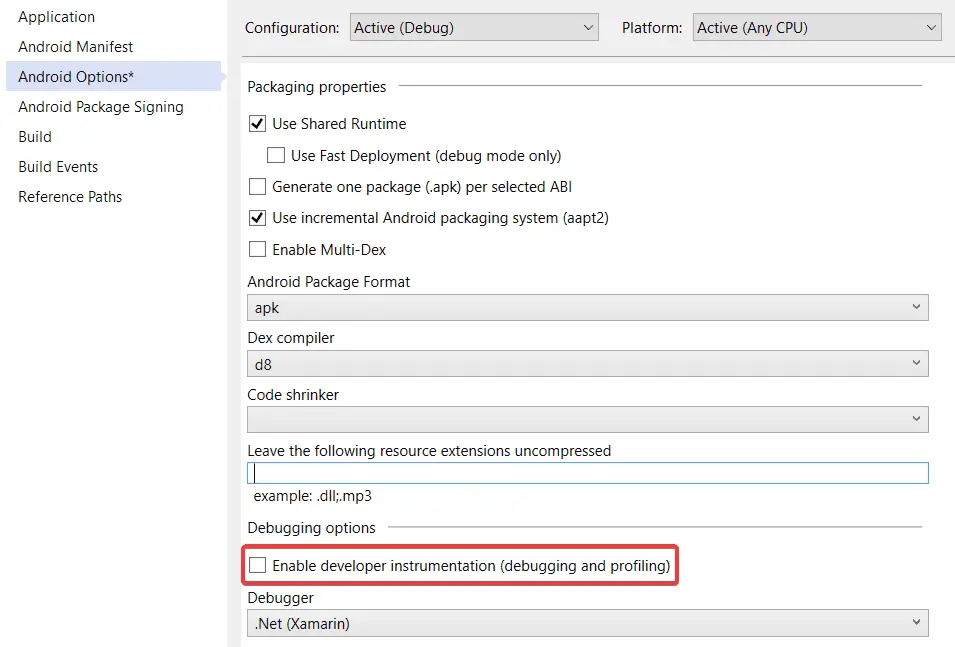 Application
Android Manifest
Android Options*
Android Package Signing
Build
Build Events
Reference Paths
Configuration: Active (Debug) Platform: Active (Any CPU)
Packaging properties
Use Shared Runtime
Use Fast Deployment (debug mode only)
Generate one package (.apk) per selected ABI
Use incremental Android packaging system (aapt2)
Enable Multi-Dex
Android Package Format
apk
Dex compiler
d8
Code shrinker
Leave the following resource extensions uncompressed
example: .dll;.mp3
Debugging options
Enable developer instrumentation (debugging and profiling)
Debugger
.Net (Xamarin)